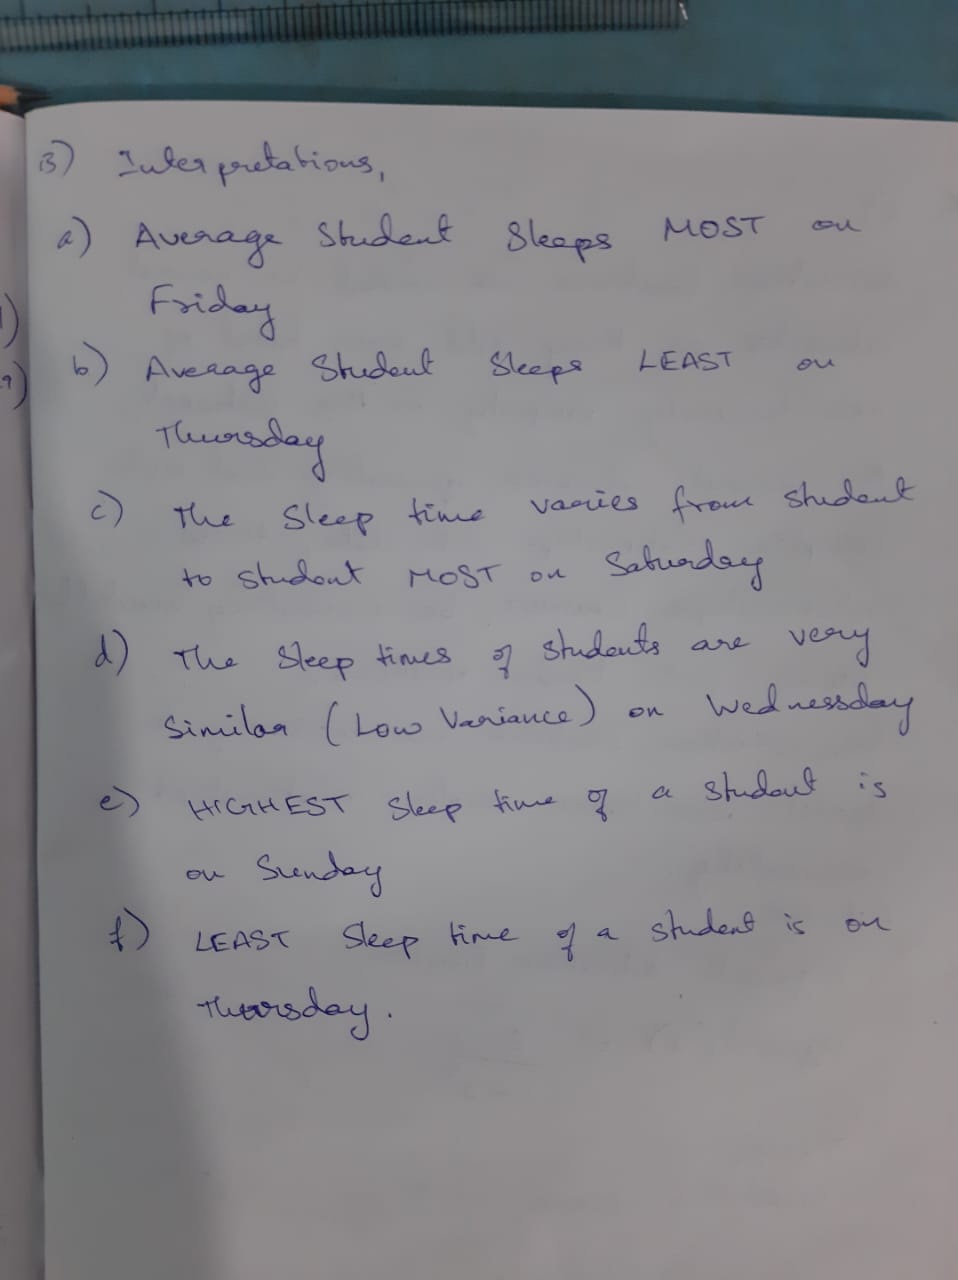 3) Interpretations,
a) Average Student Sleeps MOST on
Friday
b) Average Student Sleeps LEAST on
Thursday
c) The Sleep time varies from student
to student MOST on Saturday
d) The Sleep times of students are very
Similar (Low Variance) on Wednessday
e) HIGHEST Sleep time of a student is
on Sunday
f) LEAST Sleep time of a student is on
Thursday.